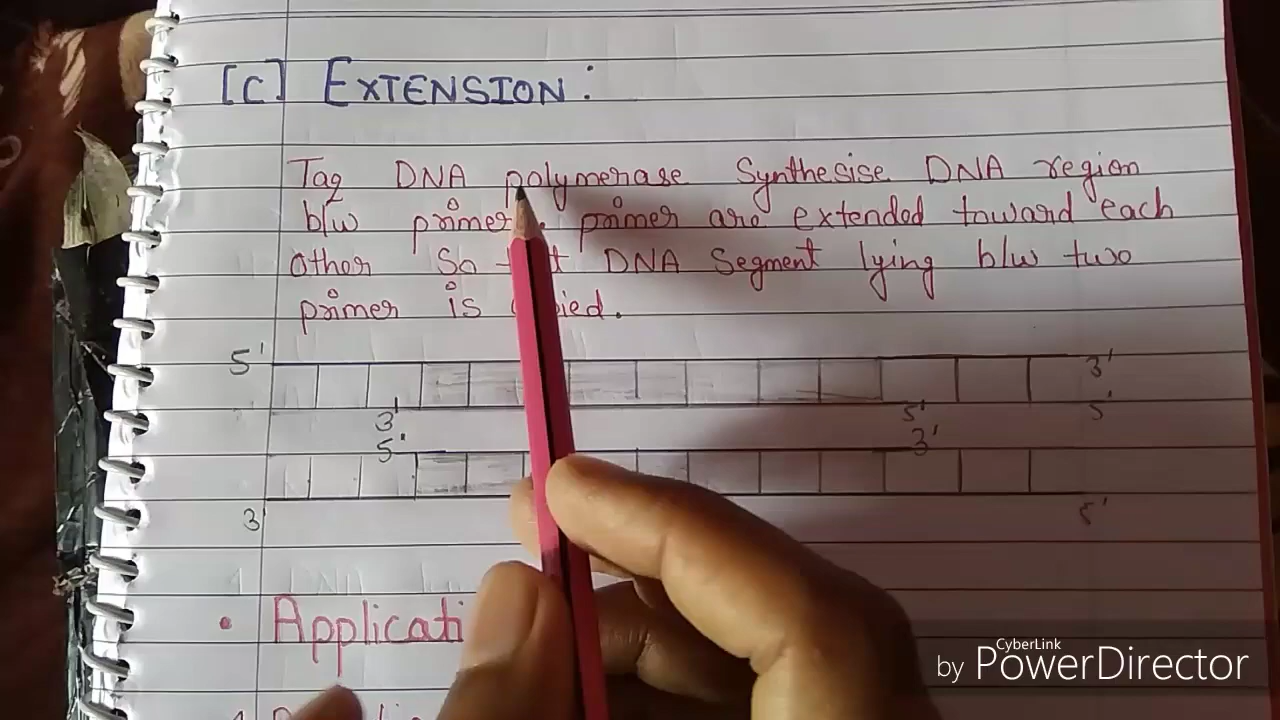 [C] EXTENSION:
Taq DNA polymerase Synthesise DNA region
b/w primer. primer are extended toward each
other So DNA Segment lying b/w two
primer is
5' 3'
3' 5' 5'
5' 3'
3 5'
• Applicati
CyberLink
by PowerDirector